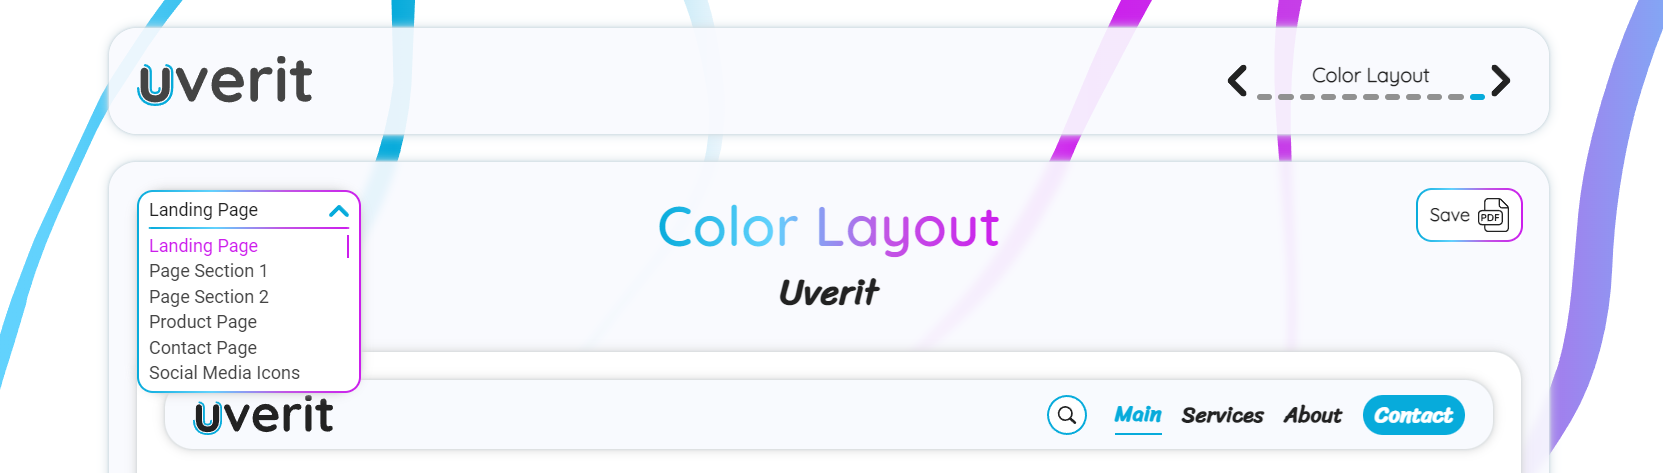 uverit
Color Layout
Landing Page
Landing Page
Page Section 1
Page Section 2
Product Page
Contact Page
Social Media Icons
Color Layout
Uverit
Save PDF
uverit
Main Services About Contact